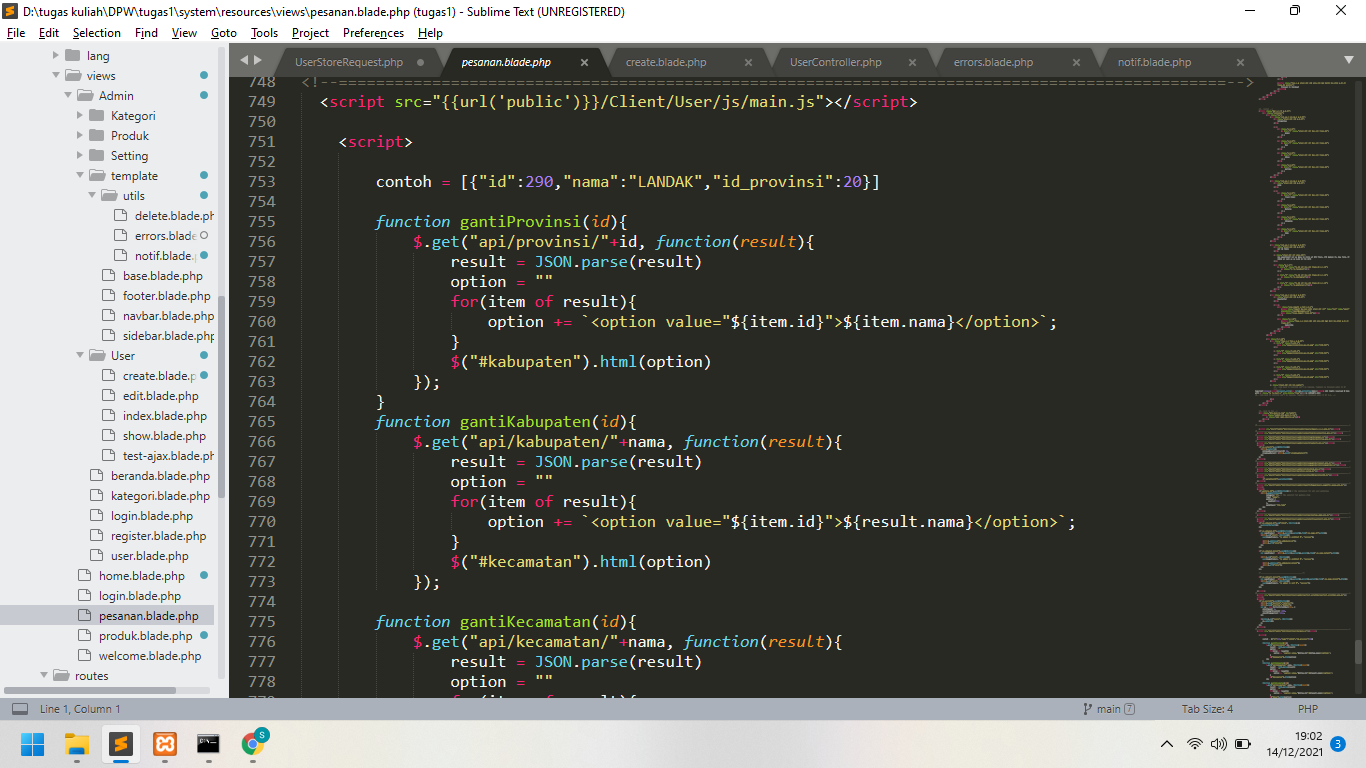 D:\tugas kuliah\DPW\tugas1\system\resources\views\pesanan.blade.php (tugas1) - Sublime Text (UNREGISTERED)
File Edit Selection Find View Goto Tools Project Preferences Help
lang
views
Admin
Kategori
Produk
Setting
template
utils
delete.blade.ph
errors.blade
notif.blade.
base.blade.php
footer.blade.php
navbar.blade.php
sidebar.blade.php
User
create.blade.p
edit.blade.php
index.blade.php
show.blade.php
test-ajax.blade.ph
beranda.blade.php
kategori.blade.php
login.blade.php
register.blade.php
user.blade.php
home.blade.php
login.blade.php
pesanan.blade.php
produk.blade.php
welcome.blade.php
routes
UserStoreRequest.php pesanan.blade.php create.blade.php UserController.php errors.blade.php notif.blade.php
749 <script src="{{url('public')}}/Client/User/js/main.js"></script>
750
751 <script>
752
753 contoh = [{"id":290,"nama":"LANDAK","id_provinsi":20}]
754
755 function gantiProvinsi(id){
756 $.get("api/provinsi/"+id, function(result){
757 result = JSON.parse(result)
758 option = ""
759 for(item of result){
760 option += `<option value="${item.id}">${item.nama}</option>`;
761 }
762 $("#kabupaten").html(option)
763 });
764 }
765 function gantiKabupaten(id){
766 $.get("api/kabupaten/"+nama, function(result){
767 result = JSON.parse(result)
768 option = ""
769 for(item of result){
770 option += `<option value="${item.id}">${result.nama}</option>`;
771 }
772 $("#kecamatan").html(option)
773 });
774
775 function gantiKecamatan(id){
776 $.get("api/kecamatan/"+nama, function(result){
777 result = JSON.parse(result)
778 option = ""
Line 1, Column 1 main 7 Tab Size: 4 PHP
S
19:02
14/12/2021 3